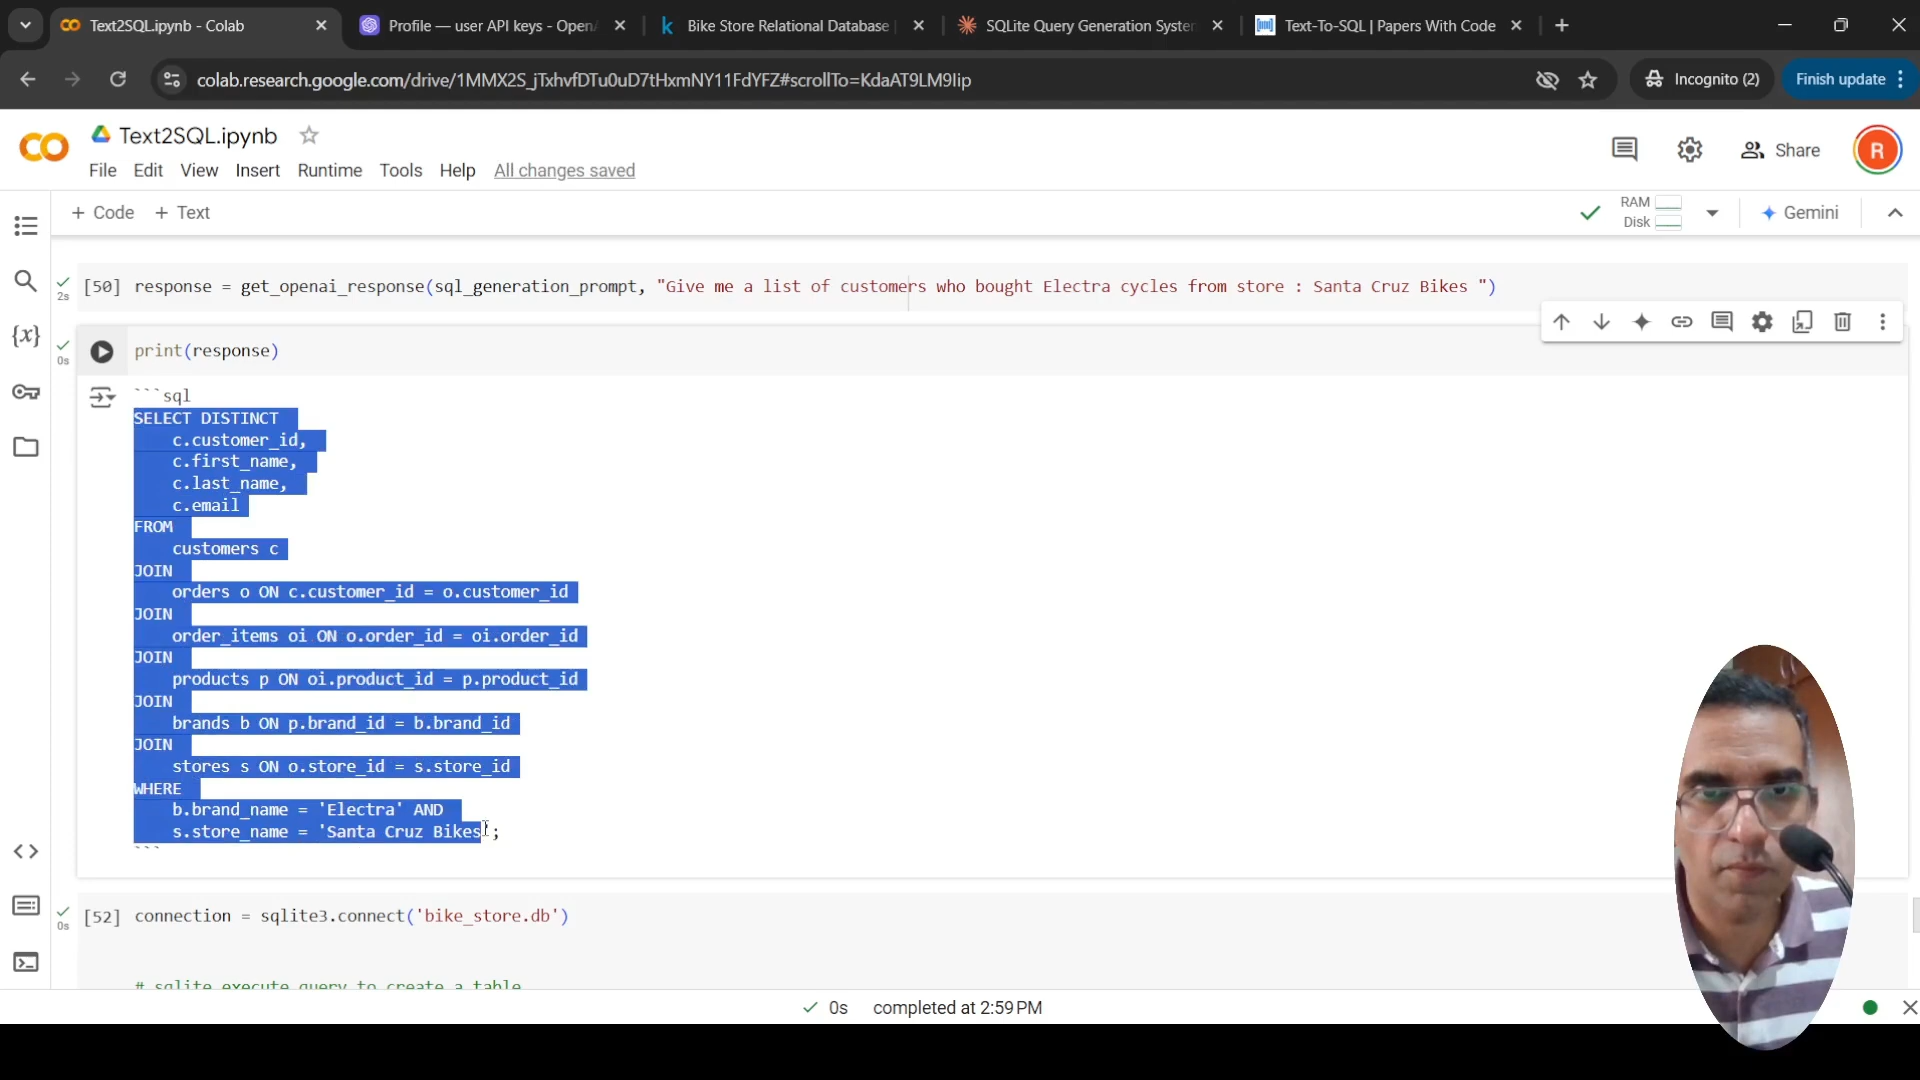 Text2SQL.ipynb - Colab
Profile — user API keys - Open
Bike Store Relational Database |
SQLite Query Generation System
Text-To-SQL | Papers With Code
colab.research.google.com/drive/1MMX2S_jTxhvfDTu0uD7tHxmNY11FdYFZ#scrollTo=KdaAT9LM9Iip
Incognito (2)
Finish update
Text2SQL.ipynb
File Edit View Insert Runtime Tools Help All changes saved
Share
R
+ Code + Text
RAM
Disk
Gemini
{x}
2s
[50] response = get_openai_response(sql_generation_prompt, "Give me a list of customers who bought Electra cycles from store : Santa Cruz Bikes ")
0s
print(response)
```sql
SELECT DISTINCT
c.customer_id,
c.first_name,
c.last_name,
c.email
FROM
customers c
JOIN
orders o ON c.customer_id = o.customer_id
JOIN
order_items oi ON o.order_id = oi.order_id
JOIN
products p ON oi.product_id = p.product_id
JOIN
brands b ON p.brand_id = b.brand_id
JOIN
stores s ON o.store_id = s.store_id
WHERE
b.brand_name = 'Electra' AND
s.store_name = 'Santa Cruz Bikes';
```
0s
[52] connection = sqlite3.connect('bike_store.db')
# sqlite execute query to create a table
0s completed at 2:59 PM